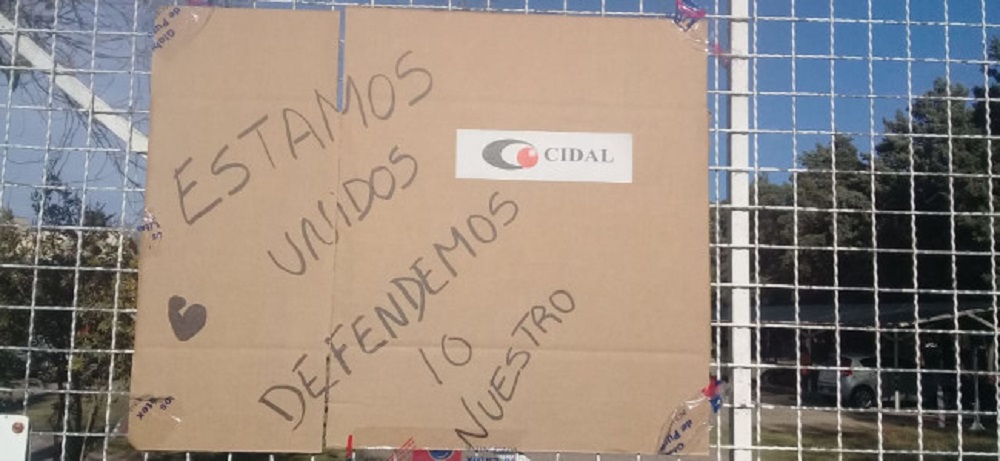 ESTAMOS
UNIDOS
DEFENDEMOS
lO
NUESTRO
CIDAL